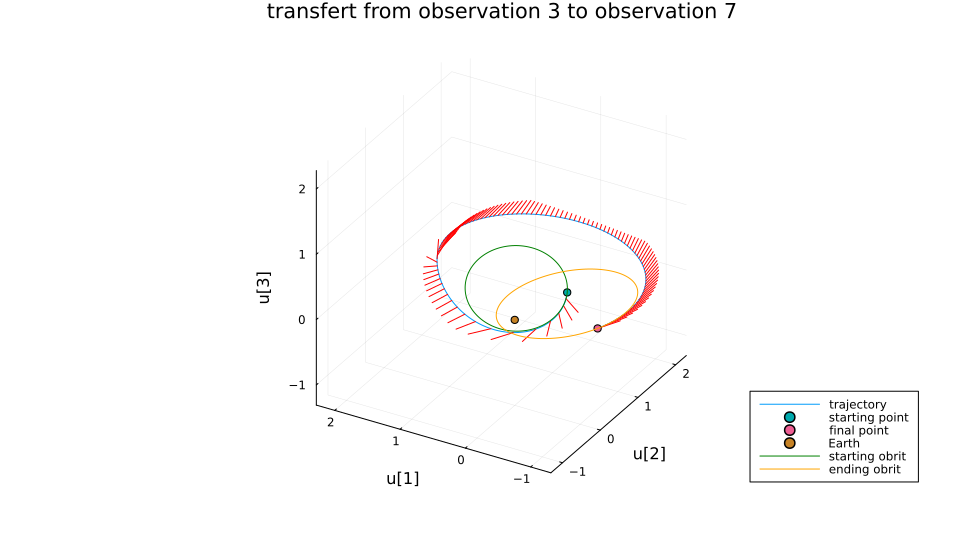 transfert from observation 3 to observation 7
2
1
0
−1
u[3]
2
1
0
−1
u[1]
2
1
0
−1
u[2]
trajectory
starting point
final point
Earth
starting obrit
ending obrit